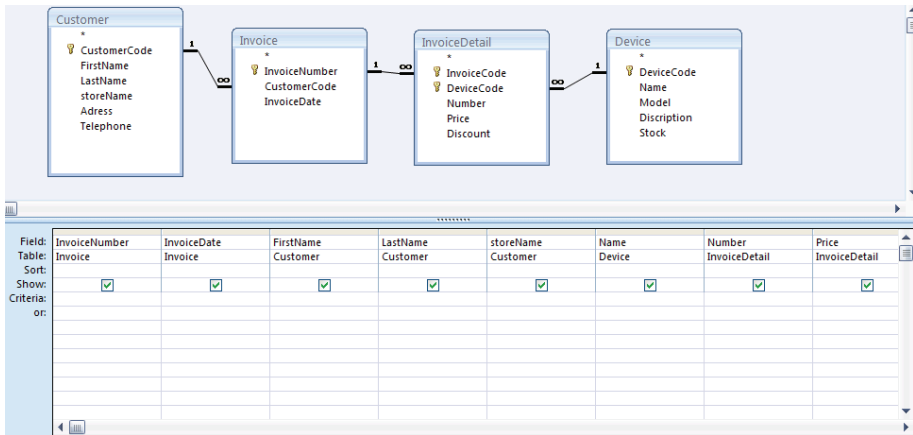 Customer
*
CustomerCode
FirstName
LastName
storeName
Adress
Telephone
1
∞
Invoice
*
InvoiceNumber
CustomerCode
InvoiceDate
1
∞
InvoiceDetail
*
InvoiceCode
DeviceCode
Number
Price
Discount
∞
1
Device
*
DeviceCode
Name
Model
Discription
Stock
Field: InvoiceNumber InvoiceDate FirstName LastName storeName Name Number Price
Table: Invoice Invoice Customer Customer Customer Device InvoiceDetail InvoiceDetail
Sort:
Show:
Criteria:
or: